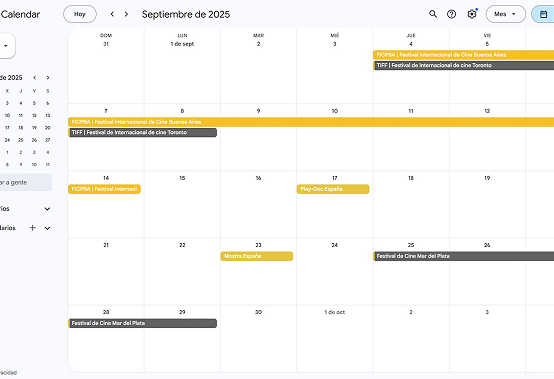 Calendar
Hoy
Septiembre de 2025
Mes
DOM LUN MAR MIÉ JUE VIE
31 1 de sept 2 3 4 5
FICPBA | Festival Internacional de Cine Buenos Aires
TIFF | Festival de Internacional de cine Toronto
de 2025
X J V S
3 4 5 6
10 11 12 13
17 18 19 20
24 25 26 27
1 2 3 4
8 9 10 11
7 8 9 10 11 12
FICPBA | Festival Internacional de Cine Buenos Aires
TIFF | Festival de Internacional de cine Toronto
ar a gente
14 15 16 17 18 19
FICPBA | Festival Internaci
Play-Doc España
rios
darios
21 22 23 24 25 26
Mostra España
Festival de Cine Mar del Plata
28 29 30 1 de oct 2 3
Festival de Cine Mar del Plata
vacidad